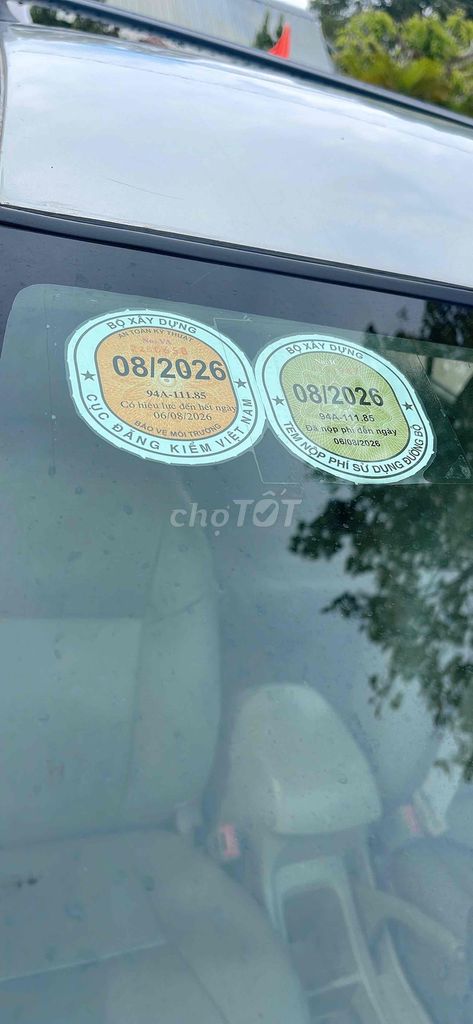 BỘ XÂY DỰNG
AN TOÀN KỸ THUẬT
08/2026
94A-111.85
Có hiệu lực đến hết ngày
06/08/2026
BẢO VỆ MÔI TRƯỜNG
CỤC ĐĂNG KIỂM VIỆT NAM
BỘ XÂY DỰNG
08/2026
94A-111.85
Đã nộp phí đến ngày
06/08/2026
TEM NỘP PHÍ SỬ DỤNG ĐƯỜNG BỘ
chợTỐT